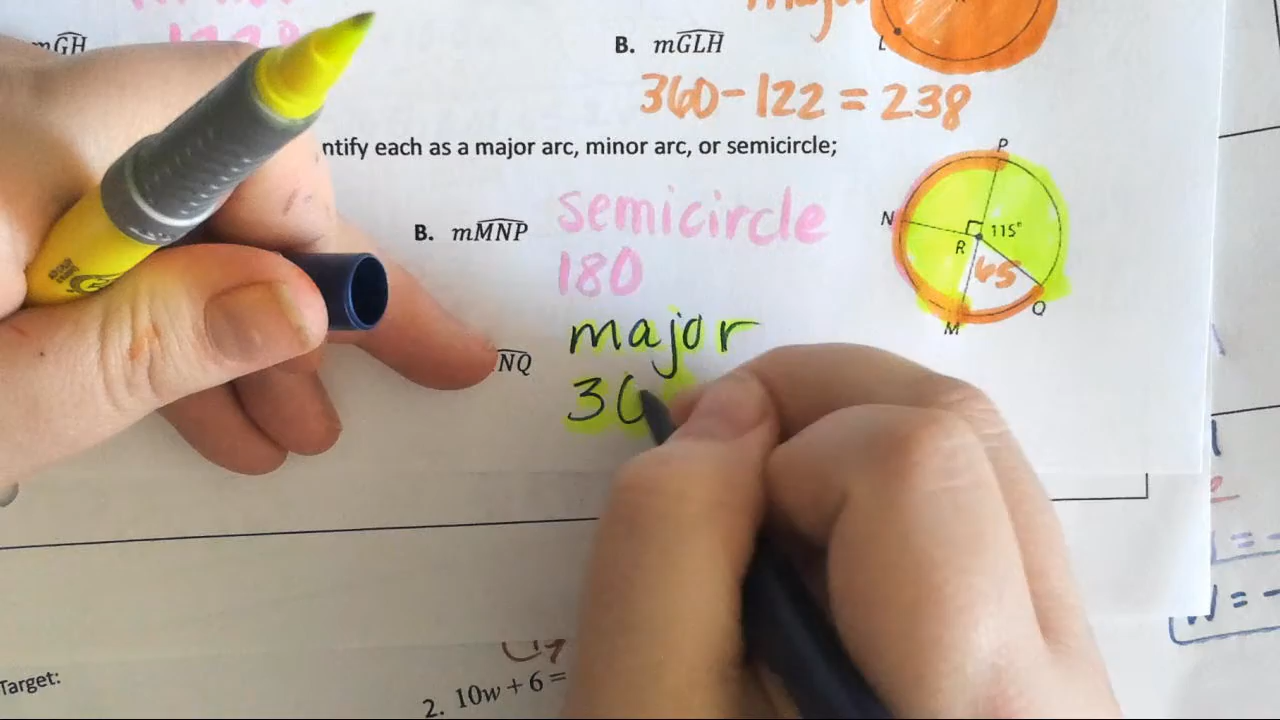 mGH
B. mGLH
L
360-122=238
ntify each as a major arc, minor arc, or semicircle;
P
B. mMNP
semicircle
N
115°
R
180
65
Q
M
major
NQ
30
Target:
2. 10w + 6 =